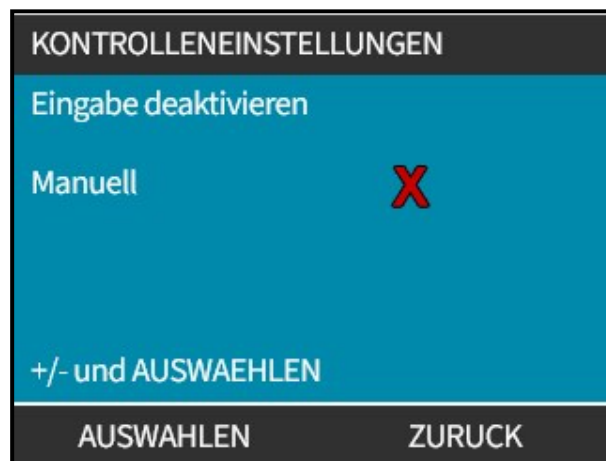 KONTROLLENEINSTELLUNGEN
Eingabe deaktivieren
Manuell X
+/- und AUSWAEHLEN
AUSWAHLEN ZURUCK